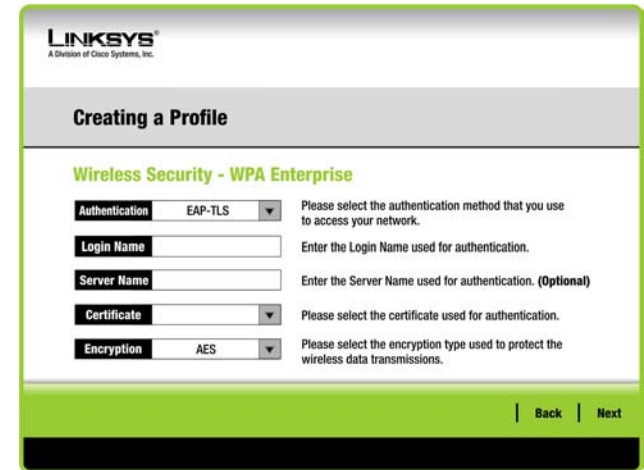 LINKSYS®
A Division of Cisco Systems, Inc.
Creating a Profile
Wireless Security - WPA Enterprise
Authentication EAP-TLS Please select the authentication method that you use
to access your network.
Login Name Enter the Login Name used for authentication.
Server Name Enter the Server Name used for authentication. (Optional)
Certificate Please select the certificate used for authentication.
Encryption AES Please select the encryption type used to protect the
wireless data transmissions.
Back Next